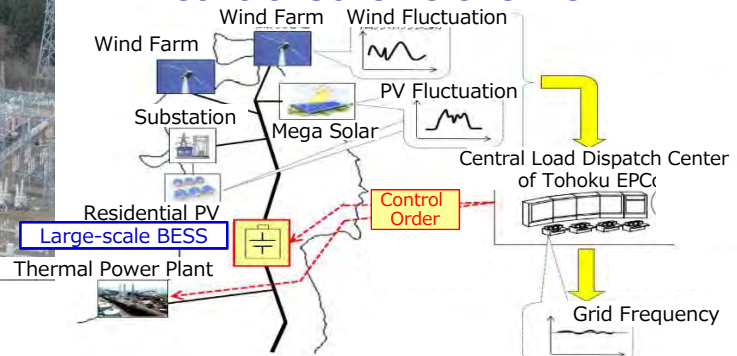 Wind Farm
Wind Fluctuation
Wind Farm
PV Fluctuation
Substation
Mega Solar
Central Load Dispatch Center
of Tohoku EPCo
Control
Order
Residential PV
Large-scale BESS
Thermal Power Plant
Grid Frequency